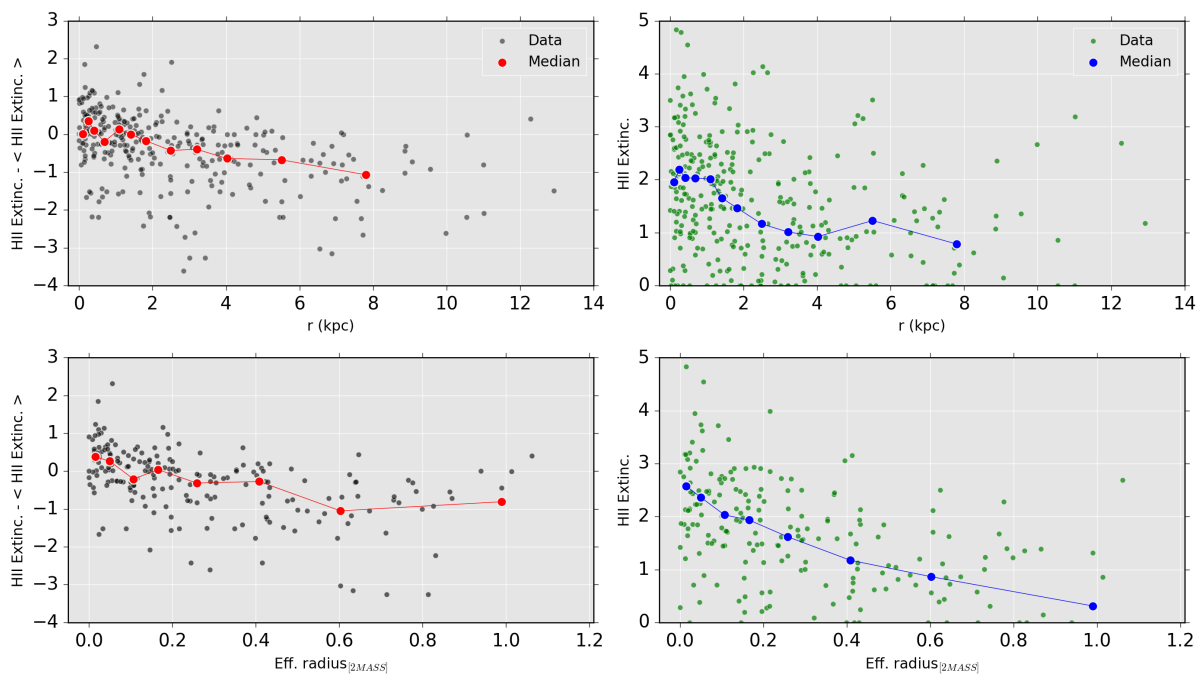 3
2
1
0
−1
−2
−3
−4
HII Extinc. - < HII Extinc. >
Data
Median
0 2 4 6 8 10 12 14
r (kpc)
5
4
3
2
1
0
HII Extinc.
Data
Median
0 2 4 6 8 10 12 14
r (kpc)
3
2
1
0
−1
−2
−3
−4
HII Extinc. - < HII Extinc. >
0.0 0.2 0.4 0.6 0.8 1.0 1.2
Eff. radius[2MASS]
5
4
3
2
1
0
HII Extinc.
0.0 0.2 0.4 0.6 0.8 1.0 1.2
Eff. radius[2MASS]